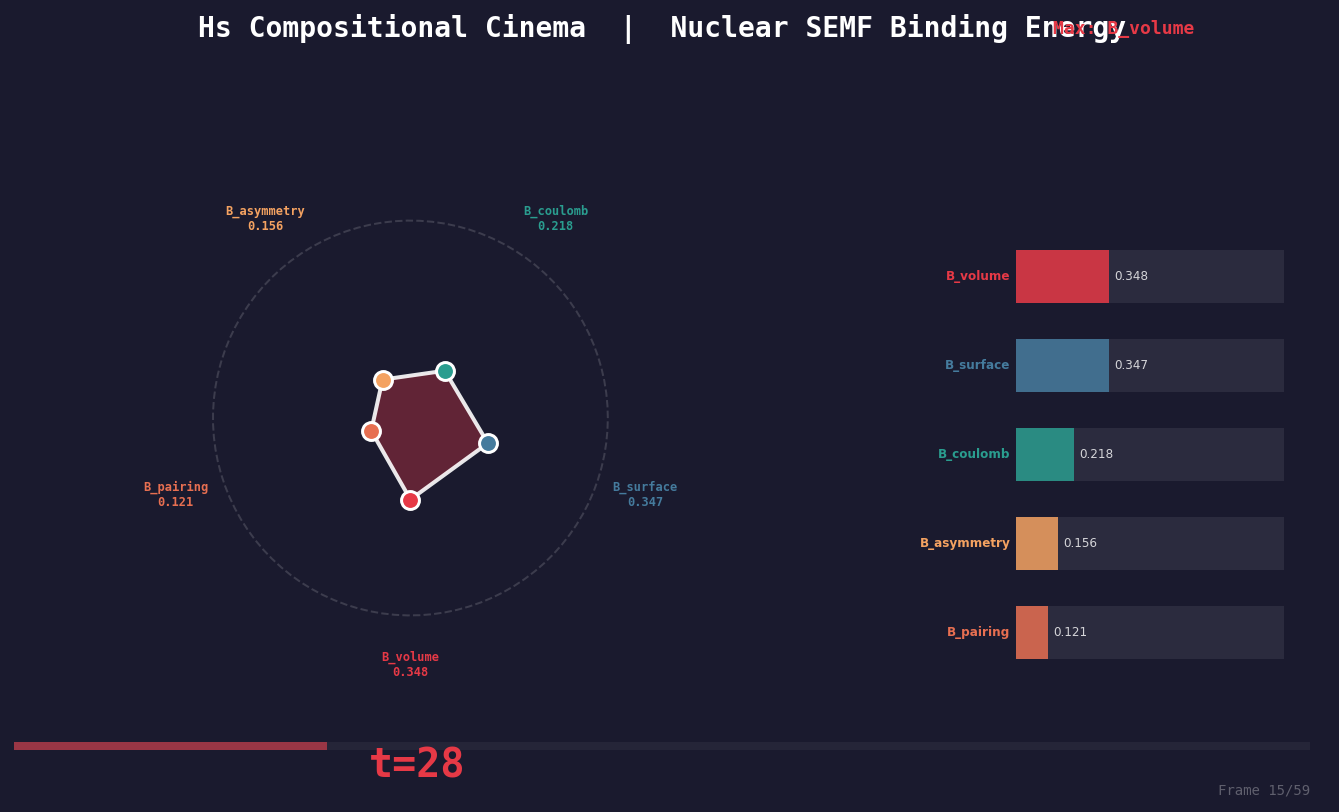 Hs Compositional Cinema | Nuclear SEMF Binding Energy
Max: B_volume
B_asymmetry
0.156
B_coulomb
0.218
B_pairing
0.121
B_surface
0.347
B_volume
0.348
B_volume 0.348
B_surface 0.347
B_coulomb 0.218
B_asymmetry 0.156
B_pairing 0.121
t=28
Frame 15/59